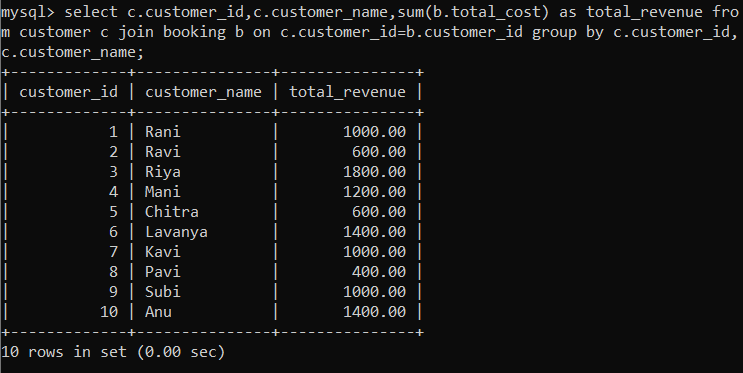 mysql> select c.customer_id,c.customer_name,sum(b.total_cost) as total_revenue fro
m customer c join booking b on c.customer_id=b.customer_id group by c.customer_id,
c.customer_name;
+-------------+---------------+---------------+
| customer_id | customer_name | total_revenue |
+-------------+---------------+---------------+
|           1 | Rani          |       1000.00 |
|           2 | Ravi          |        600.00 |
|           3 | Riya          |       1800.00 |
|           4 | Mani          |       1200.00 |
|           5 | Chitra        |        600.00 |
|           6 | Lavanya       |       1400.00 |
|           7 | Kavi          |       1000.00 |
|           8 | Pavi          |        400.00 |
|           9 | Subi          |       1000.00 |
|          10 | Anu           |       1400.00 |
+-------------+---------------+---------------+
10 rows in set (0.00 sec)